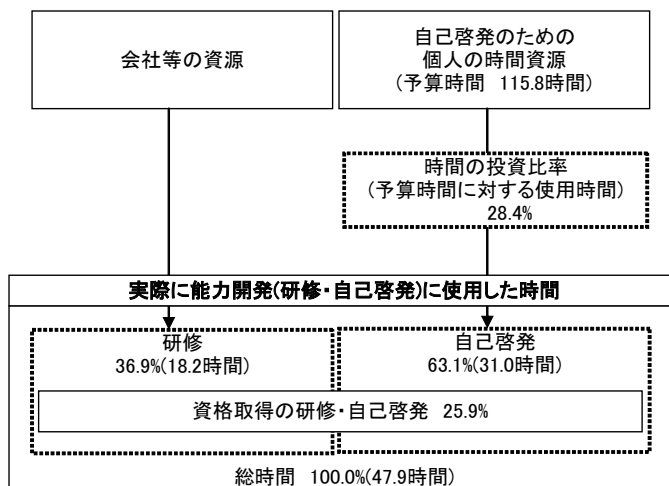 会社等の資源
自己啓発のための
個人の時間資源
(予算時間 115.8時間)
時間の投資比率
(予算時間に対する使用時間)
28.4%
実際に能力開発(研修・自己啓発)に使用した時間
研修
36.9%(18.2時間)
自己啓発
63.1%(31.0時間)
資格取得の研修・自己啓発 25.9%
総時間 100.0%(47.9時間)